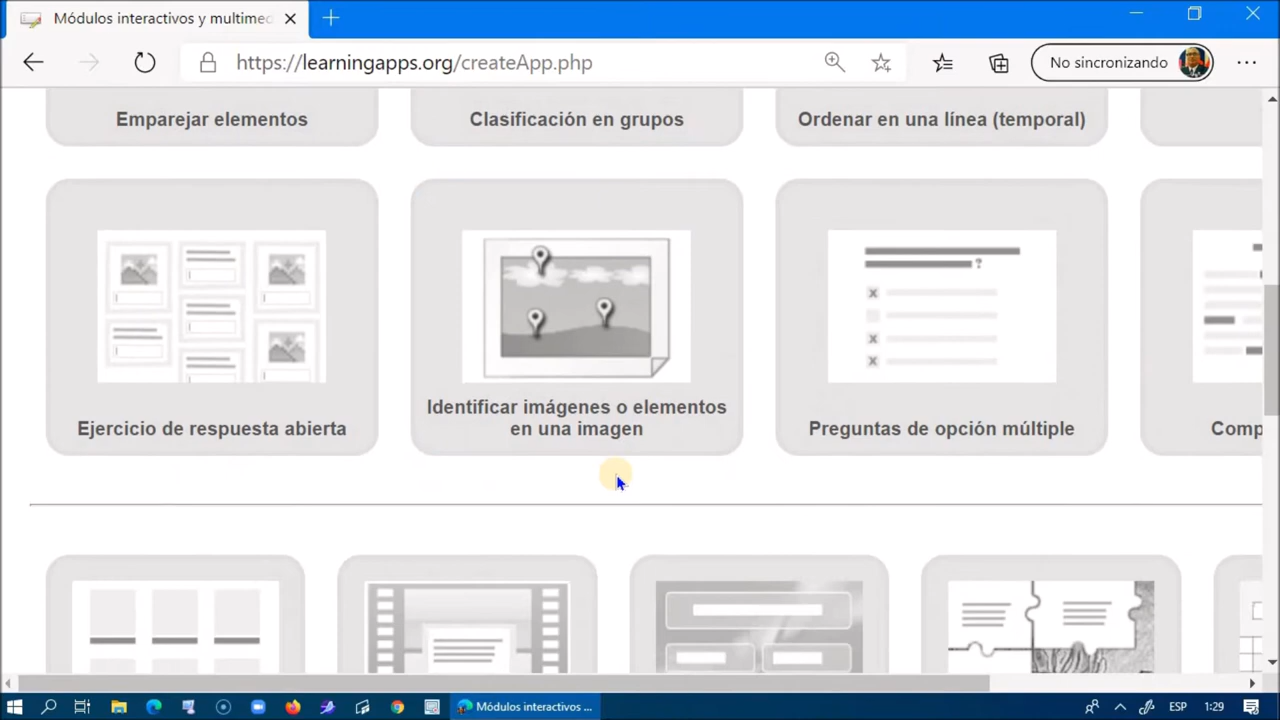 Módulos interactivos y multimed
https://learningapps.org/createApp.php
No sincronizando
Emparejar elementos
Clasificación en grupos
Ordenar en una línea (temporal)
Ejercicio de respuesta abierta
Identificar imágenes o elementos
en una imagen
Preguntas de opción múltiple
Comp
Módulos interactivos ...
ESP
1:29